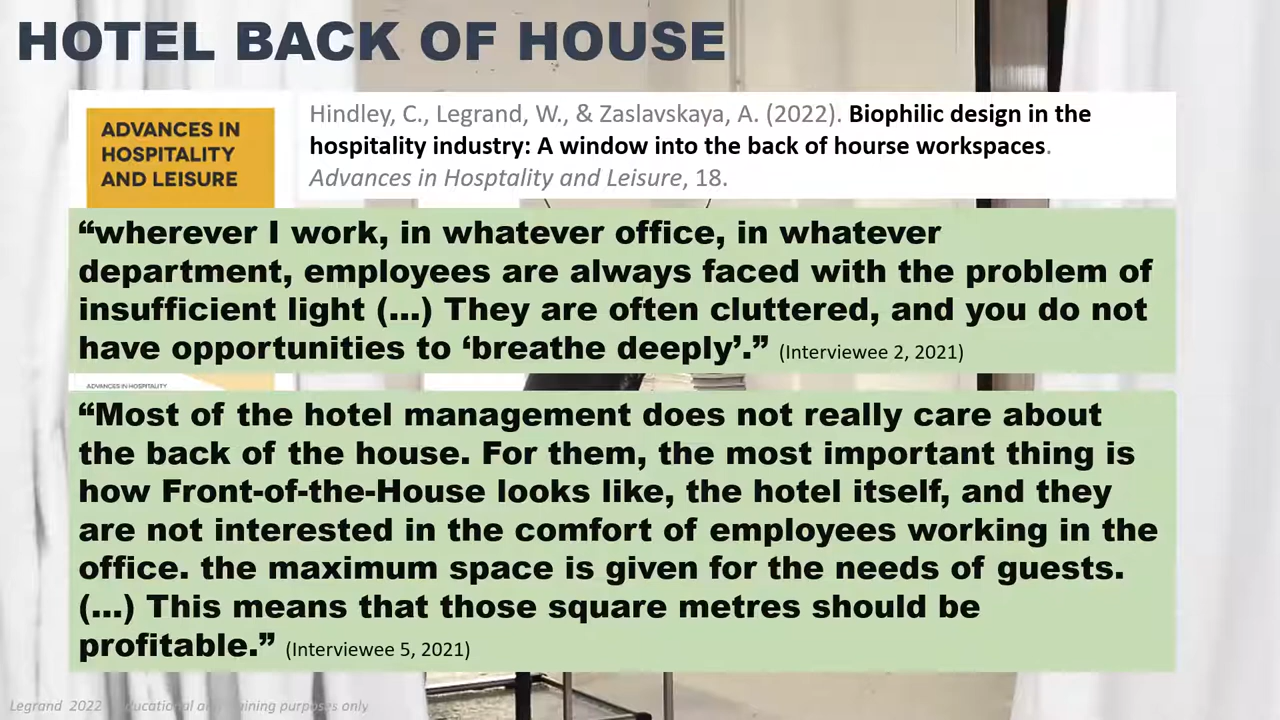 HOTEL BACK OF HOUSE
ADVANCES IN
HOSPITALITY
AND LEISURE
Hindley, C., Legrand, W., & Zaslavskaya, A. (2022). Biophilic design in the
hospitality industry: A window into the back of hourse workspaces.
Advances in Hosptality and Leisure, 18.
“wherever I work, in whatever office, in whatever
department, employees are always faced with the problem of
insufficient light (…) They are often cluttered, and you do not
have opportunities to ‘breathe deeply’.” (Interviewee 2, 2021)
ADVANCES IN HOSPITALITY
“Most of the hotel management does not really care about
the back of the house. For them, the most important thing is
how Front-of-the-House looks like, the hotel itself, and they
are not interested in the comfort of employees working in the
office. the maximum space is given for the needs of guests.
(…) This means that those square metres should be
profitable.” (Interviewee 5, 2021)
Legrand 2022 purposes only